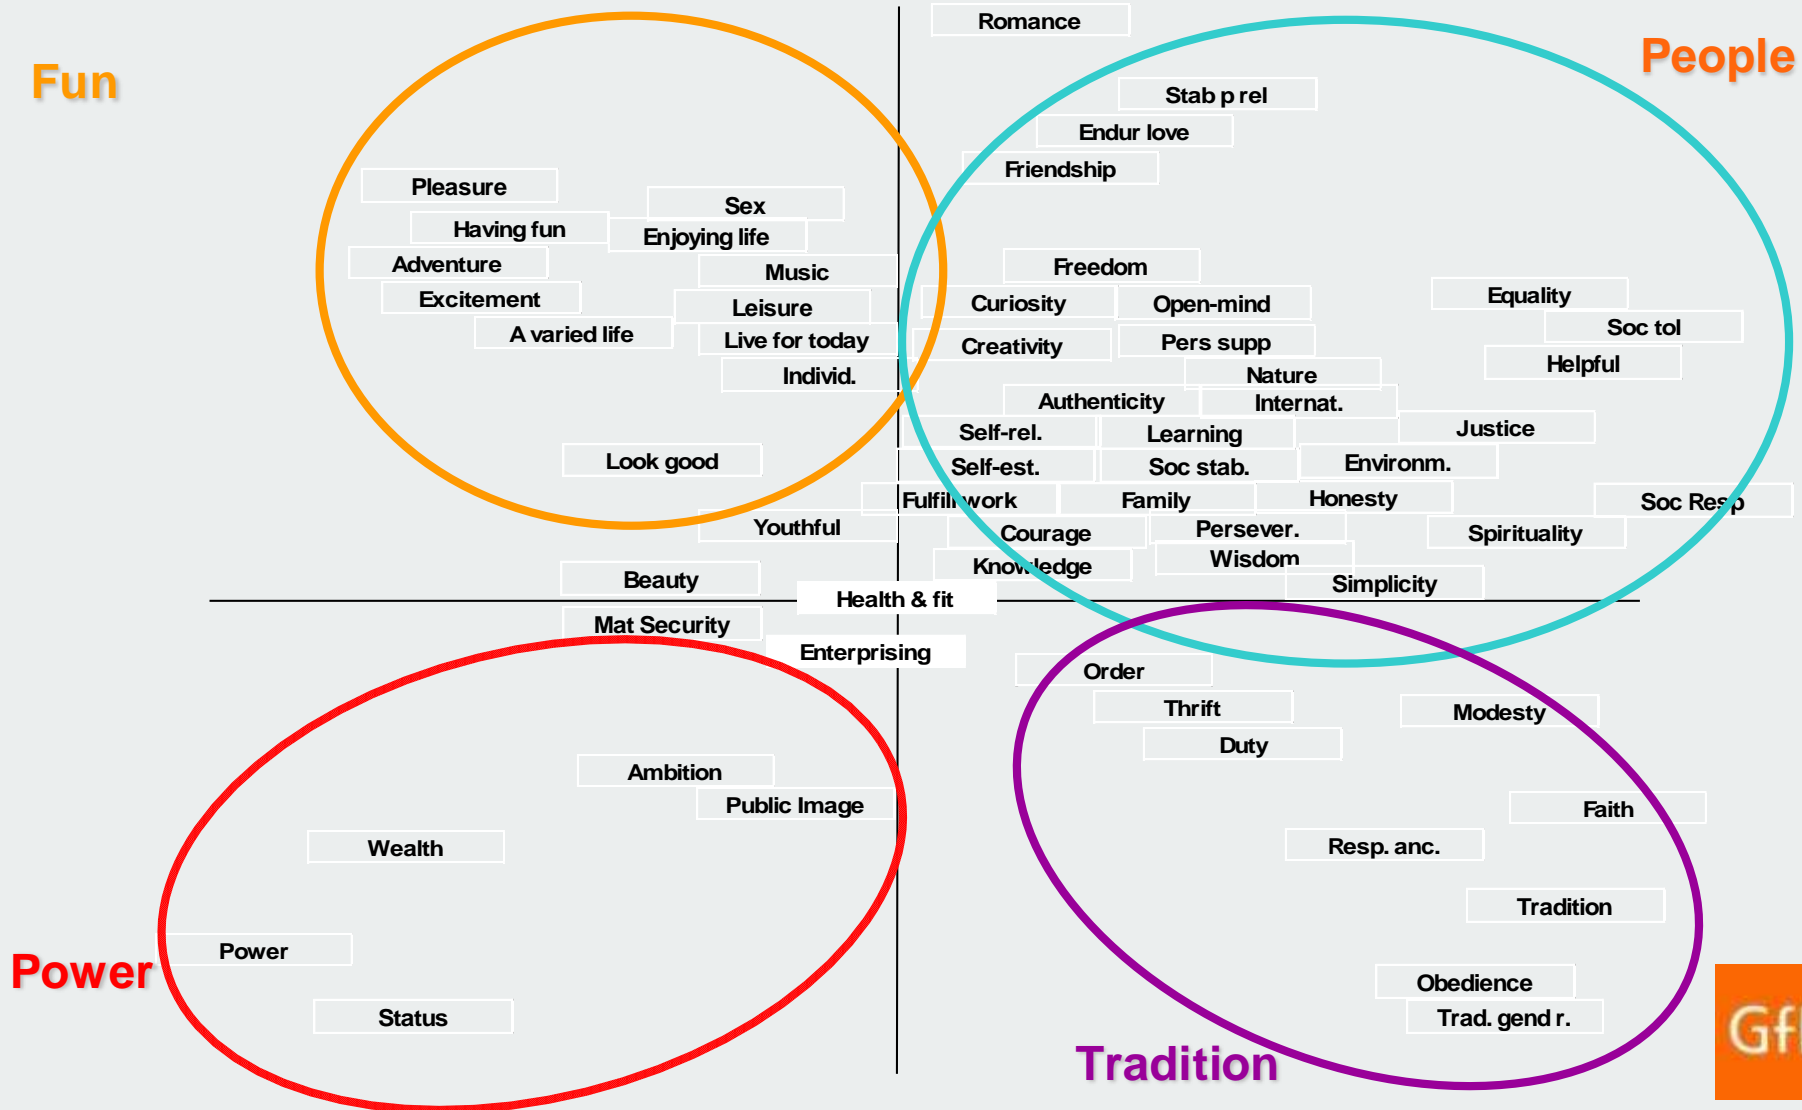 Romance
People
Fun
Stab p rel
Endur love
Friendship
Pleasure
Sex
Having fun
Enjoying life
Adventure
Music
Freedom
Excitement
Leisure
Curiosity
Open-mind
Equality
A varied life
Live for today
Creativity
Pers supp
Soc tol
Individ.
Nature
Helpful
Authenticity
Internat.
Self-rel.
Learning
Justice
Look good
Self-est.
Soc stab.
Environm.
Fulfill work
Family
Honesty
Soc Resp
Youthful
Courage
Persever.
Spirituality
Knowledge
Wisdom
Beauty
Simplicity
Health & fit
Mat Security
Enterprising
Order
Thrift
Modesty
Duty
Ambition
Public Image
Faith
Wealth
Resp. anc.
Tradition
Power
Power
Obedience
Status
Trad. gend r.
Tradition
Gf